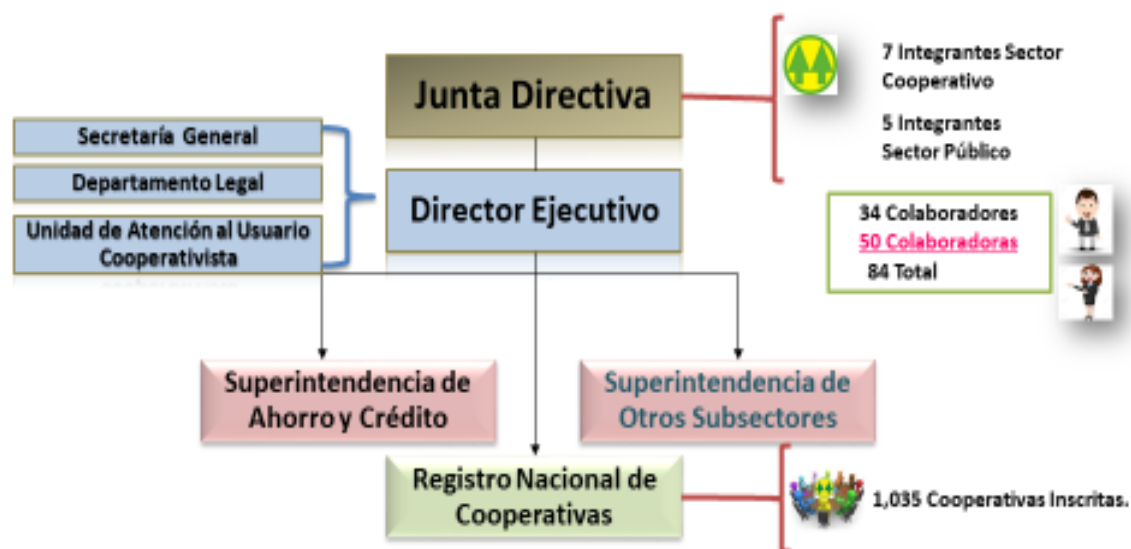 Junta Directiva
7 Integrantes Sector
Cooperativo
5 Integrantes
Sector Público
Secretaría General
Departamento Legal
Unidad de Atención al Usuario
Cooperativista
Director Ejecutivo
34 Colaboradores
50 Colaboradoras
84 Total
Superintendencia de
Ahorro y Crédito
Superintendencia de
Otros Subsectores
Registro Nacional de
Cooperativas
1,035 Cooperativas Inscritas.